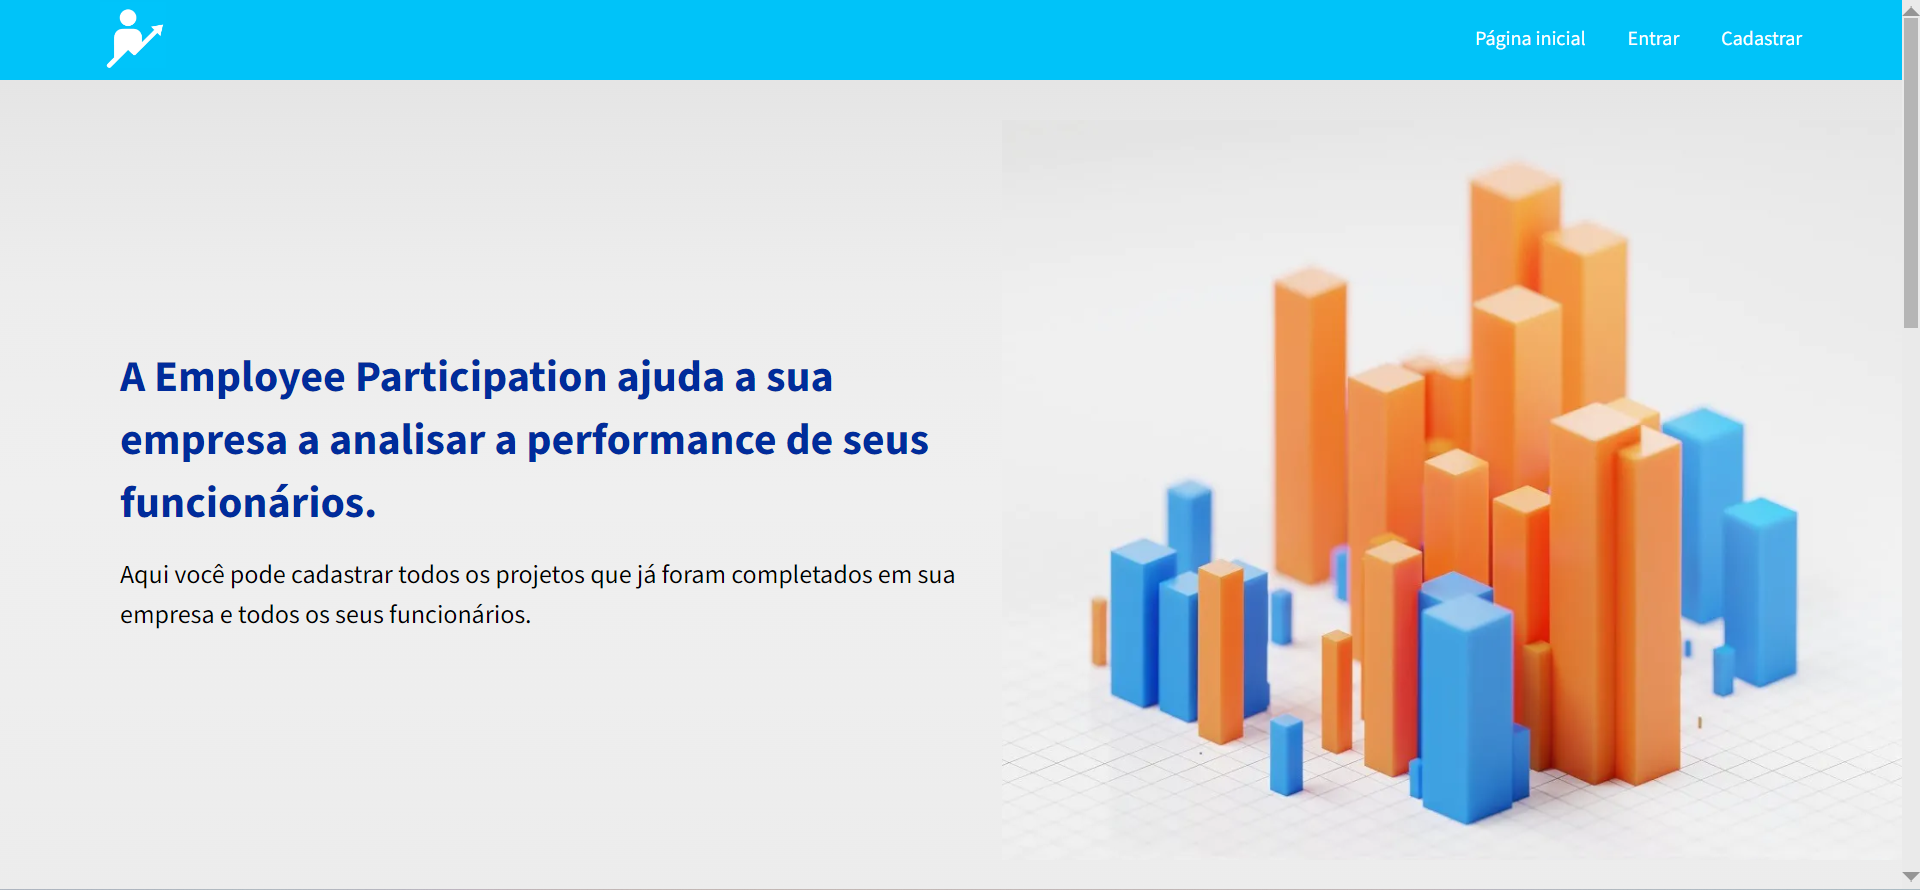 Página inicial Entrar Cadastrar
A Employee Participation ajuda a sua
empresa a analisar a performance de seus
funcionários.
Aqui você pode cadastrar todos os projetos que já foram completados em sua
empresa e todos os seus funcionários.